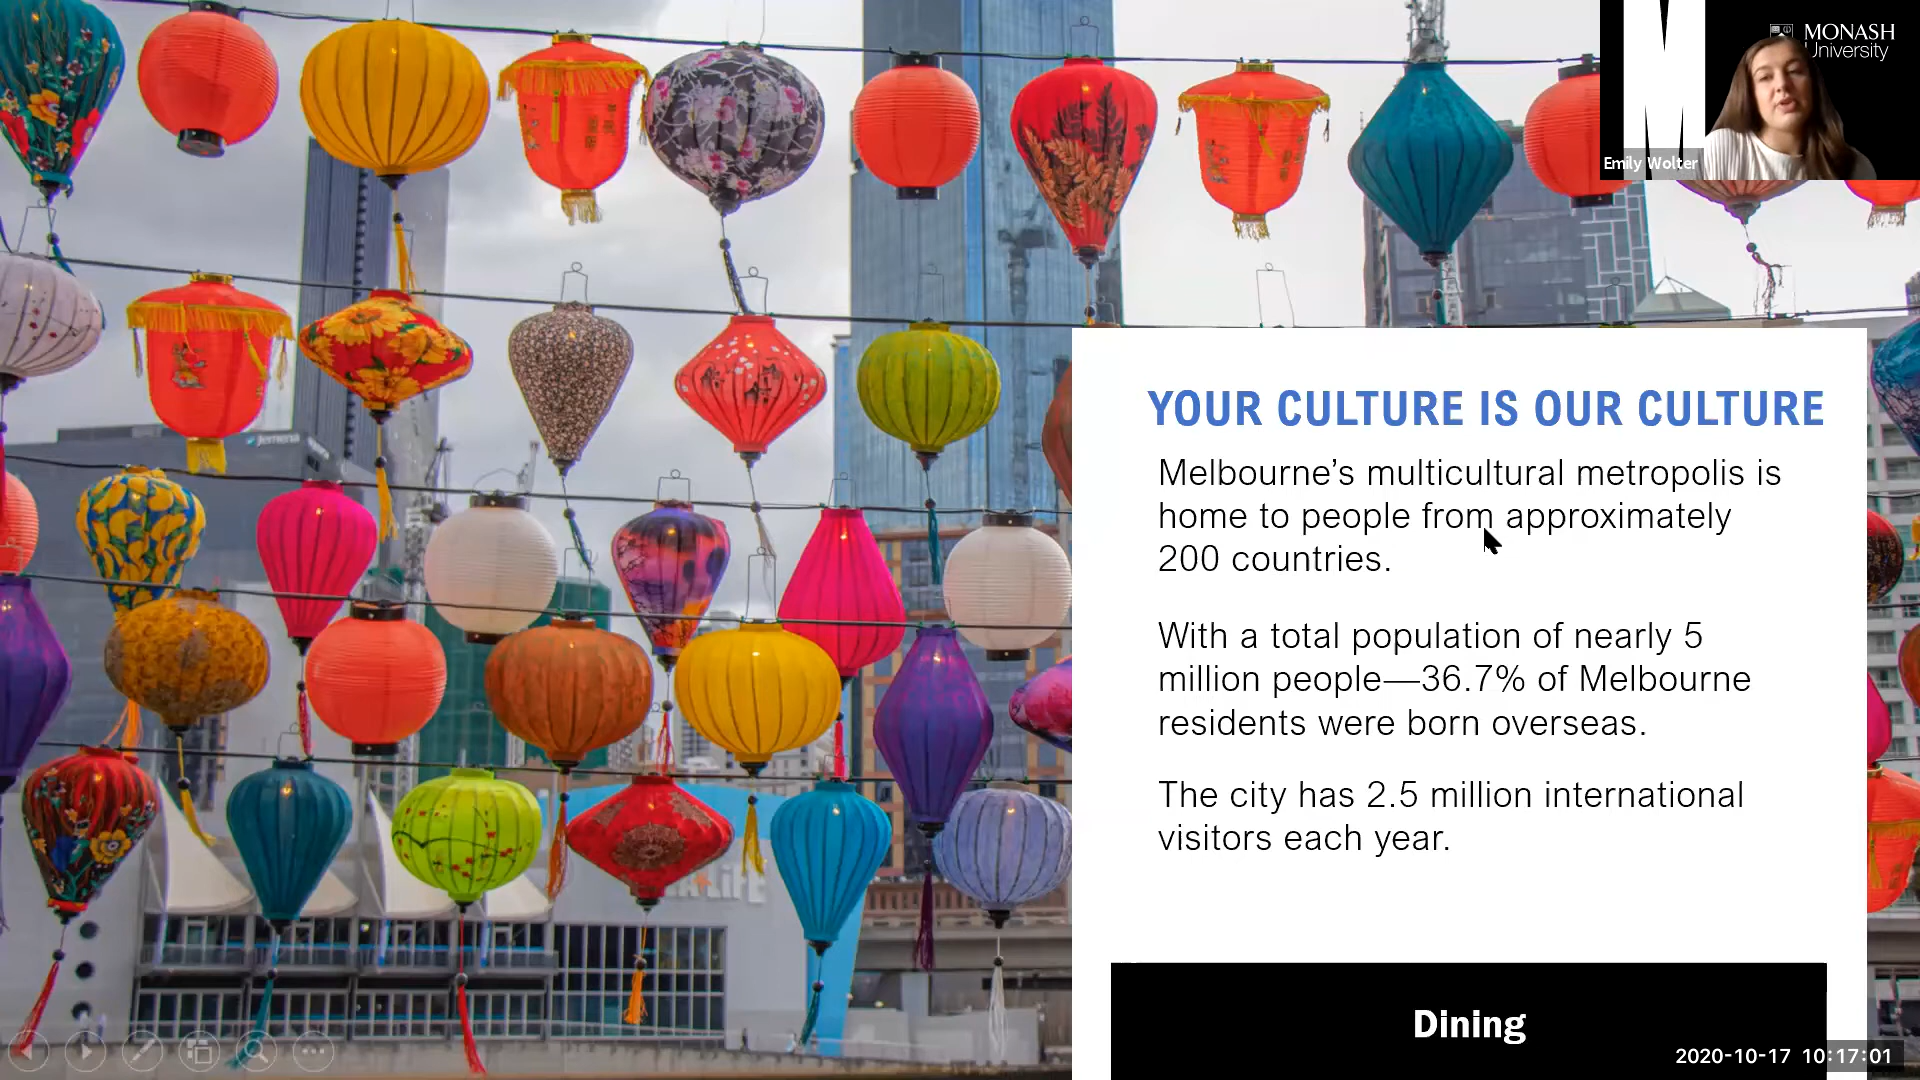 MONASH
University
Emily Wolter
Jemena
YOUR CULTURE IS OUR CULTURE
Melbourne’s multicultural metropolis is
home to people from approximately
200 countries.
With a total population of nearly 5
million people—36.7% of Melbourne
residents were born overseas.
The city has 2.5 million international
visitors each year.
Dining
2020-10-17 10:17:01